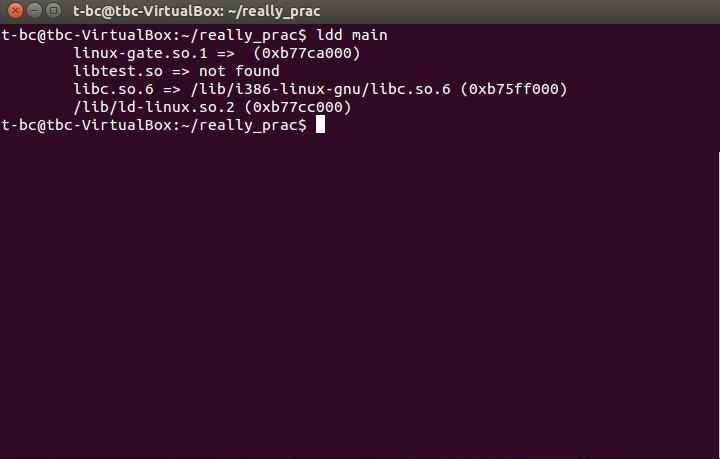 t-bc@tbc-VirtualBox: ~/really_prac
t-bc@tbc-VirtualBox:~/really_prac$ ldd main
linux-gate.so.1 =>  (0xb77ca000)
libtest.so => not found
libc.so.6 => /lib/i386-linux-gnu/libc.so.6 (0xb75ff000)
/lib/ld-linux.so.2 (0xb77cc000)
t-bc@tbc-VirtualBox:~/really_prac$